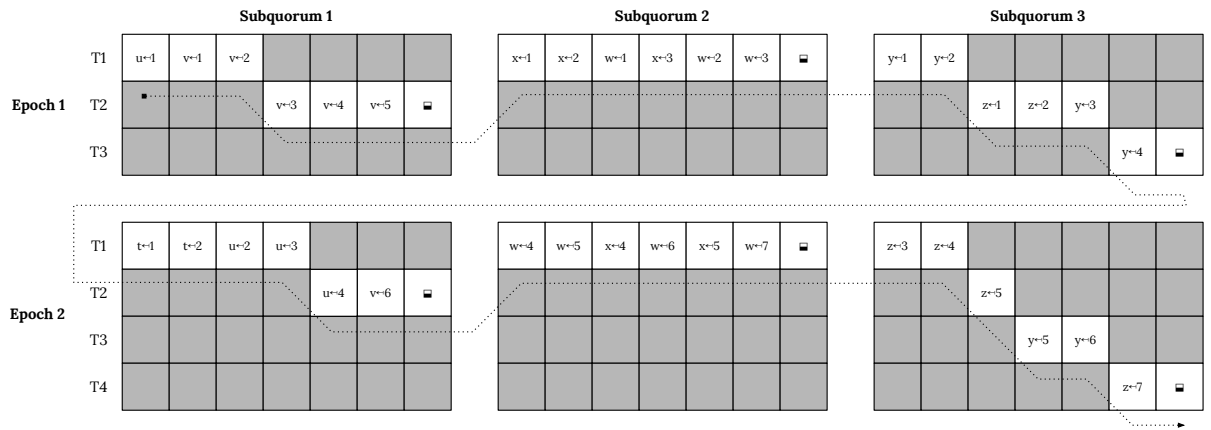 Subquorum 1 Subquorum 2 Subquorum 3
T1 u←1 v←1 v←2 x←1 x←2 w←1 x←3 w←2 w←3 y←1 y←2
Epoch 1 T2 v←3 v←4 v←5 z←1 z←2 y←3
T3 y←4
T1 t←1 t←2 u←2 u←3 w←4 w←5 x←4 w←6 x←5 w←7 z←3 z←4
T2 u←4 v←6 z←5
Epoch 2
T3 y←5 y←6
T4 z←7